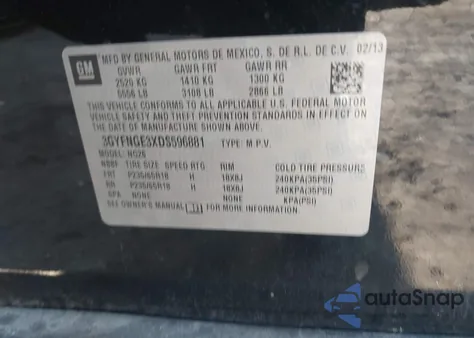 GM MFD BY GENERAL MOTORS DE MEXICO, S. DE R.L. DE C.V. 02/13
GVWR GAWR FRT GAWR RR
2520 KG 1410 KG 1300 KG
5556 LB 3108 LB 2866 LB
THIS VEHICLE CONFORMS TO ALL APPLICABLE U.S. FEDERAL MOTOR
VEHICLE SAFETY, BUMPER, AND THEFT PREVENTION STANDARDS IN EFFECT ON
THE DATE OF MANUFACTURE SHOWN ABOVE.
3GYFNGE3XDS596881 TYPE: M.P.V.
MODEL: NG26
TIRE SIZE SPEED RTG RIM COLD TIRE PRESSURE
FRT P235/65R18 H 18X8J 240KPA(35PSI)
RR P235/65R18 H 18X8J 240KPA(35PSI)
SPA NONE NONE KPA(PSI)
SEE OWNER'S MANUAL FOR MORE INFORMATION.
autoSnap